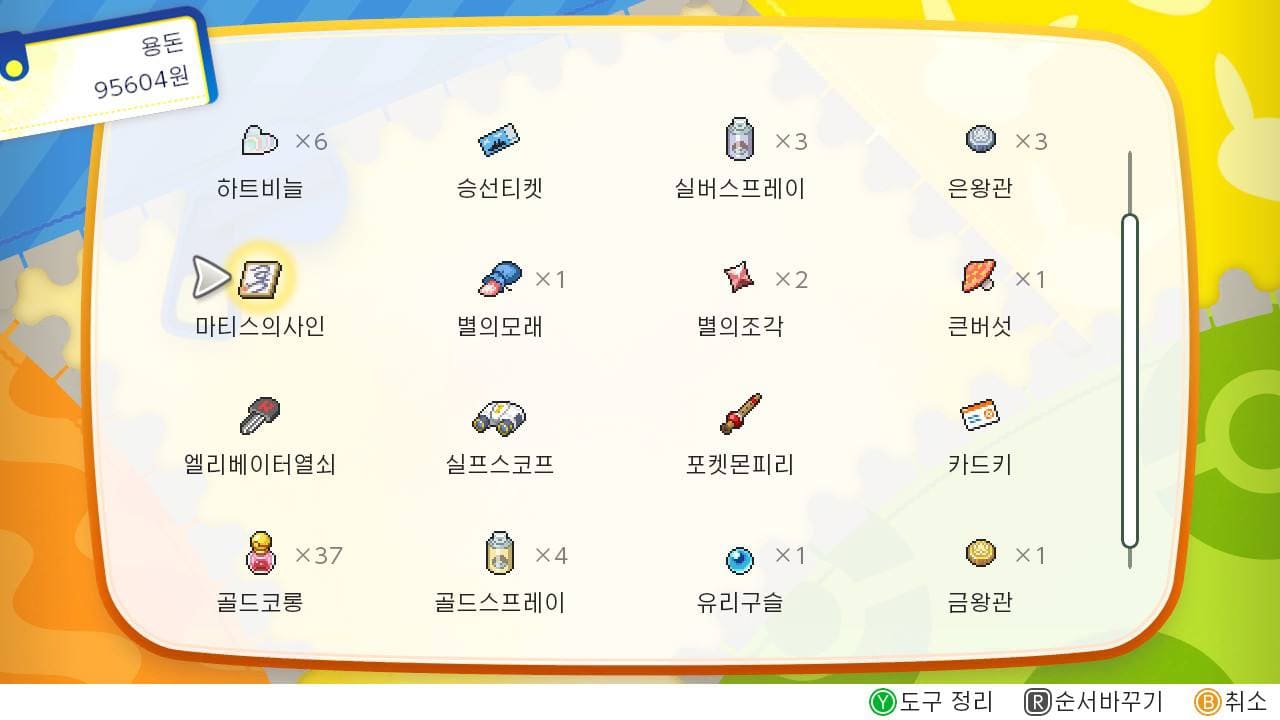 용돈
95604원
×6
×3
×3
하트비늘
승선티켓
실버스프레이
은왕관
×1
×2
×1
마티스의사인
별의모래
별의조각
큰버섯
엘리베이터열쇠
실프스코프
포켓몬피리
카드키
×37
×4
×1
×1
골드코롱
골드스프레이
유리구슬
금왕관
Y 도구 정리 R 순서바꾸기 B 취소